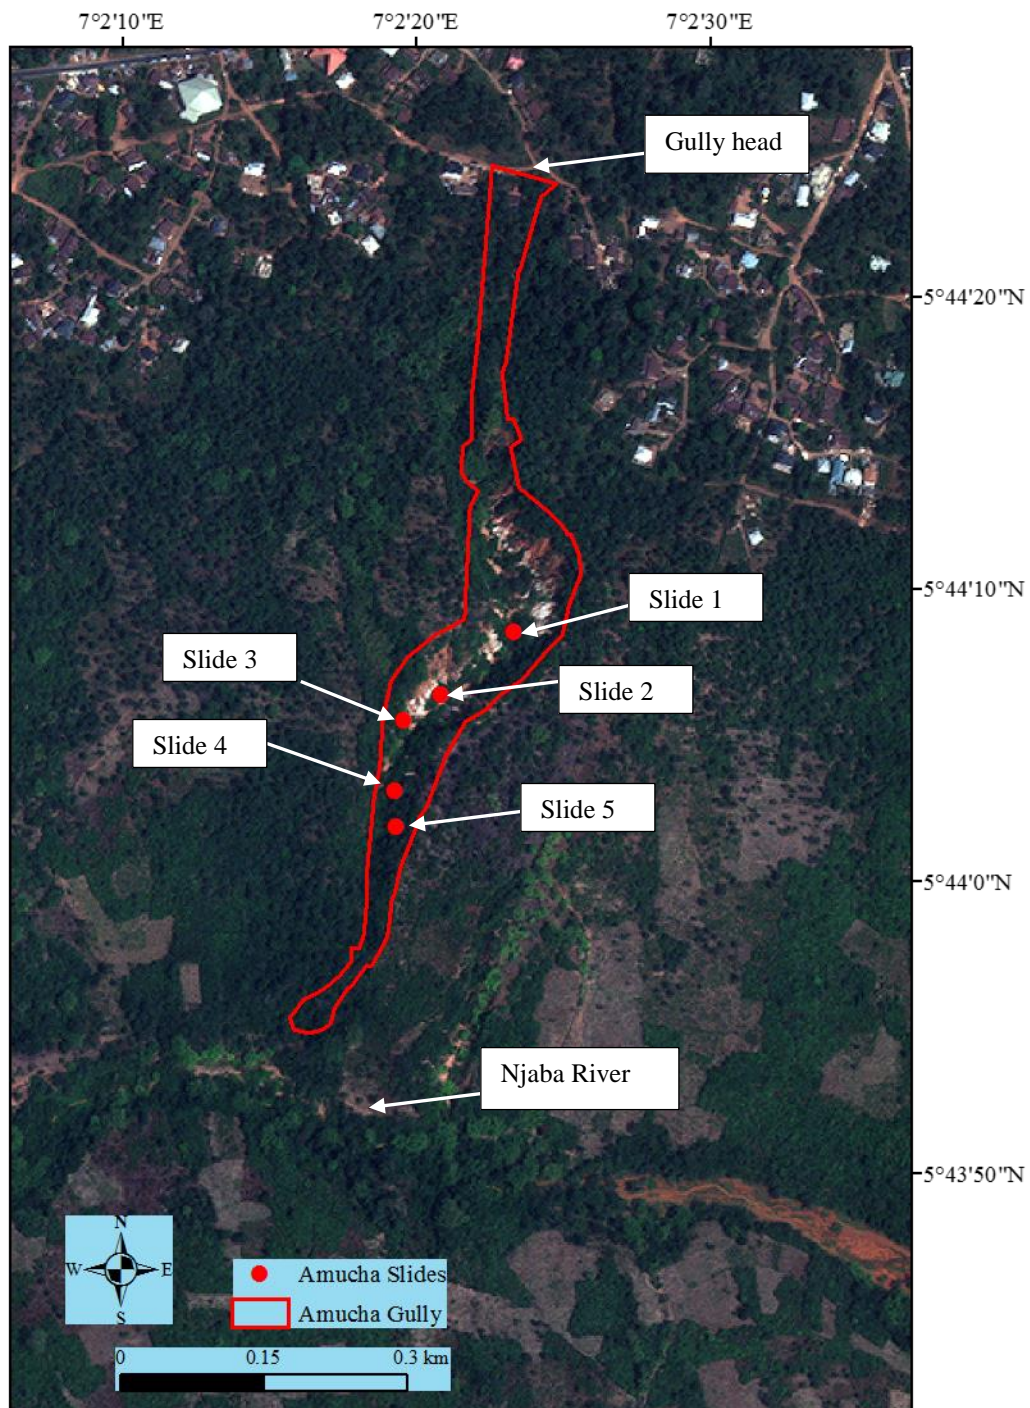 7°2'10"E
7°2'20"E
7°2'30"E
Gully head
5°44'20"N
5°44'10"N
Slide 1
Slide 3
Slide 2
Slide 4
Slide 5
5°44'0"N
Njaba River
5°43'50"N
N
W
E
S
Amucha Slides
Amucha Gully
0
0.15
0.3 km